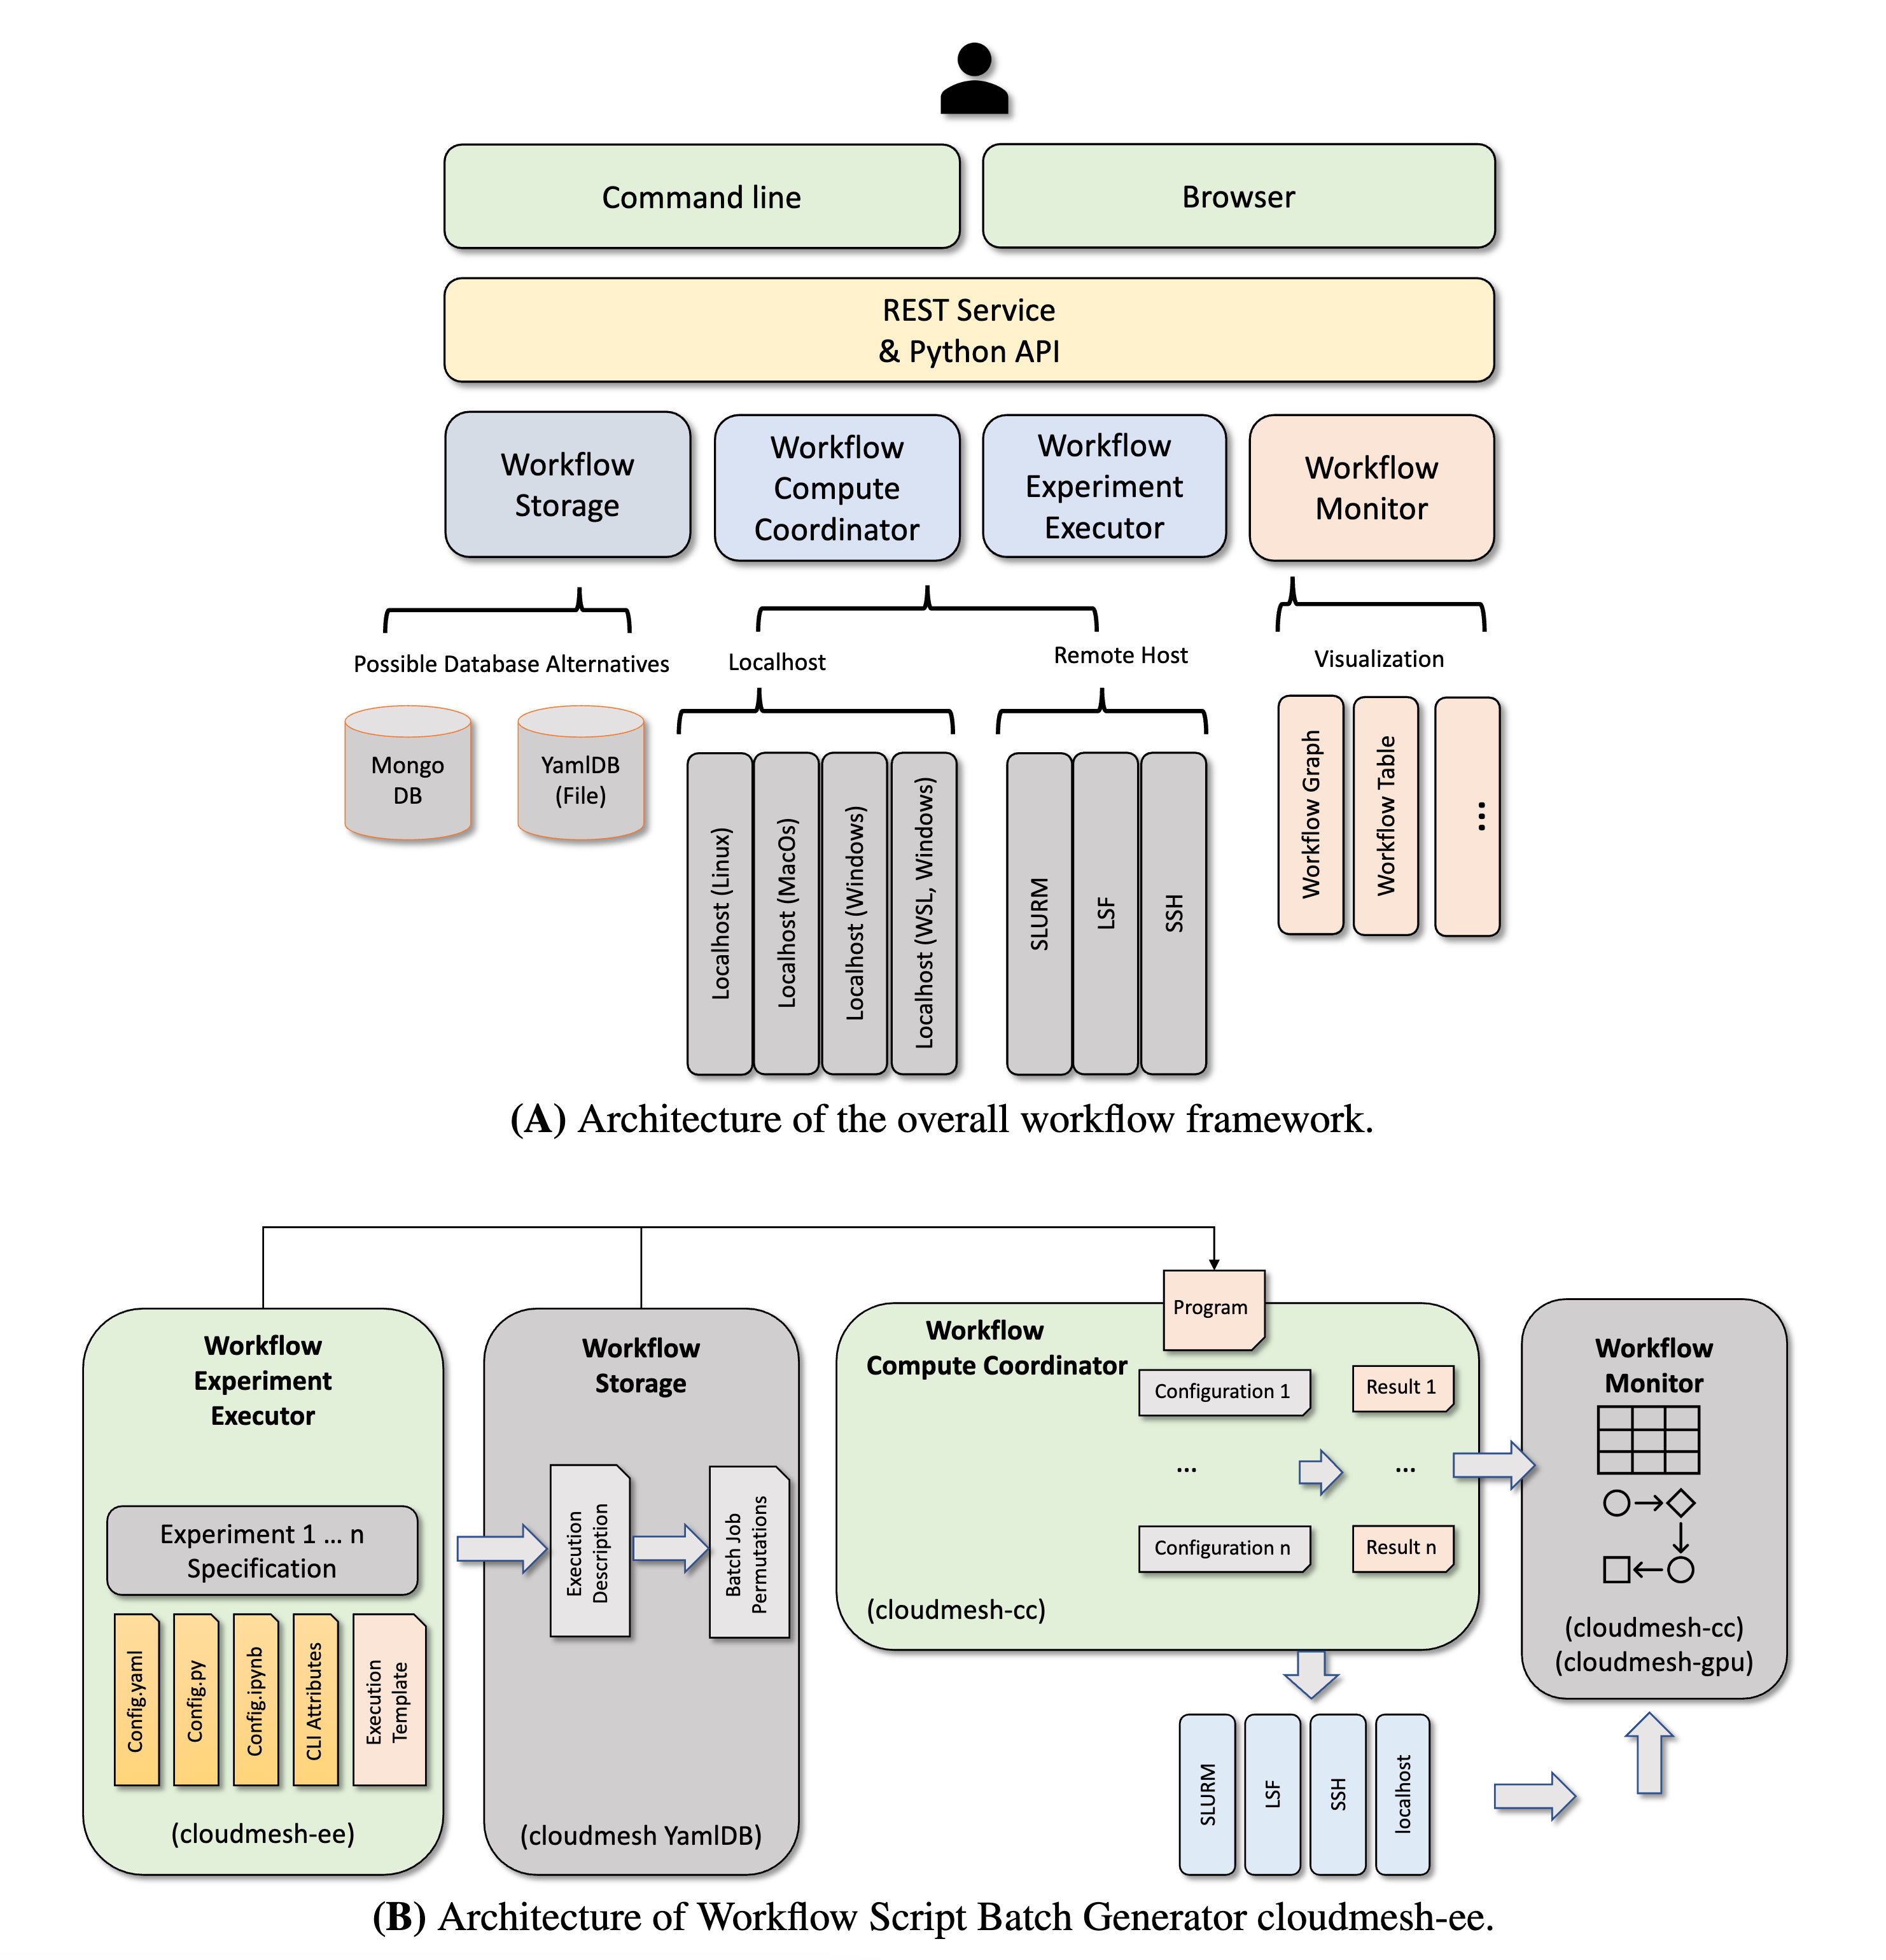 Command line
Browser
REST Service
& Python API
Workflow
Storage
Workflow
Compute
Coordinator
Workflow
Experiment
Executor
Workflow
Monitor
Possible Database Alternatives
Localhost
Remote Host
Visualization
Mongo
DB
YamlDB
(File)
Localhost (Linux)
Localhost (MacOs)
Localhost (Windows)
Localhost (WSL, Windows)
SLURM
LSF
SSH
Workflow Graph
Workflow Table
...
(A) Architecture of the overall workflow framework.
Workflow
Experiment
Executor
Experiment 1 ... n
Specification
Config.yaml
Config.py
Config.ipynb
CLI Attributes
Execution
Template
(cloudmesh-ee)
Workflow
Storage
Execution
Description
Batch Job
Permutations
(cloudmesh YamlDB)
Program
Workflow
Compute Coordinator
Configuration 1
Result 1
...
...
Configuration n
Result n
(cloudmesh-cc)
SLURM
LSF
SSH
localhost
Workflow
Monitor
(cloudmesh-cc)
(cloudmesh-gpu)
(B) Architecture of Workflow Script Batch Generator cloudmesh-ee.